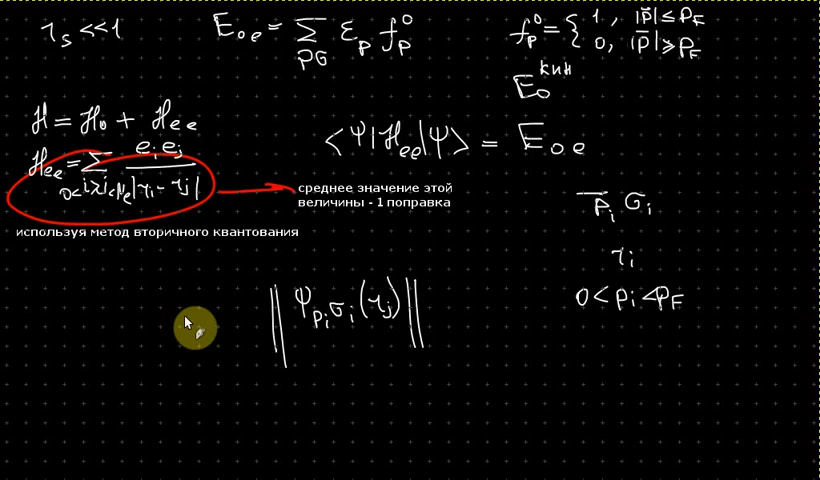 r_s << 1
E_{oe} = Σ_{pσ} ε_p f_p^0
f_p^0 = { 1, |p̄| ≤ p_F
0, |p̄| ≥ p_F
E_0^{кин}
H = H_0 + H_{ee}
<Ψ|H_{ee}|Ψ> = E_{oe}
H_{ee} = Σ e_i e_j / |r_i - r_j|
среднее значение этой
величины - 1 поправка
p_i σ_i
используя метод вторичного квантования
r_i
|| Ψ_{p_i σ_i}(r_j) ||
0 < p_i < p_F